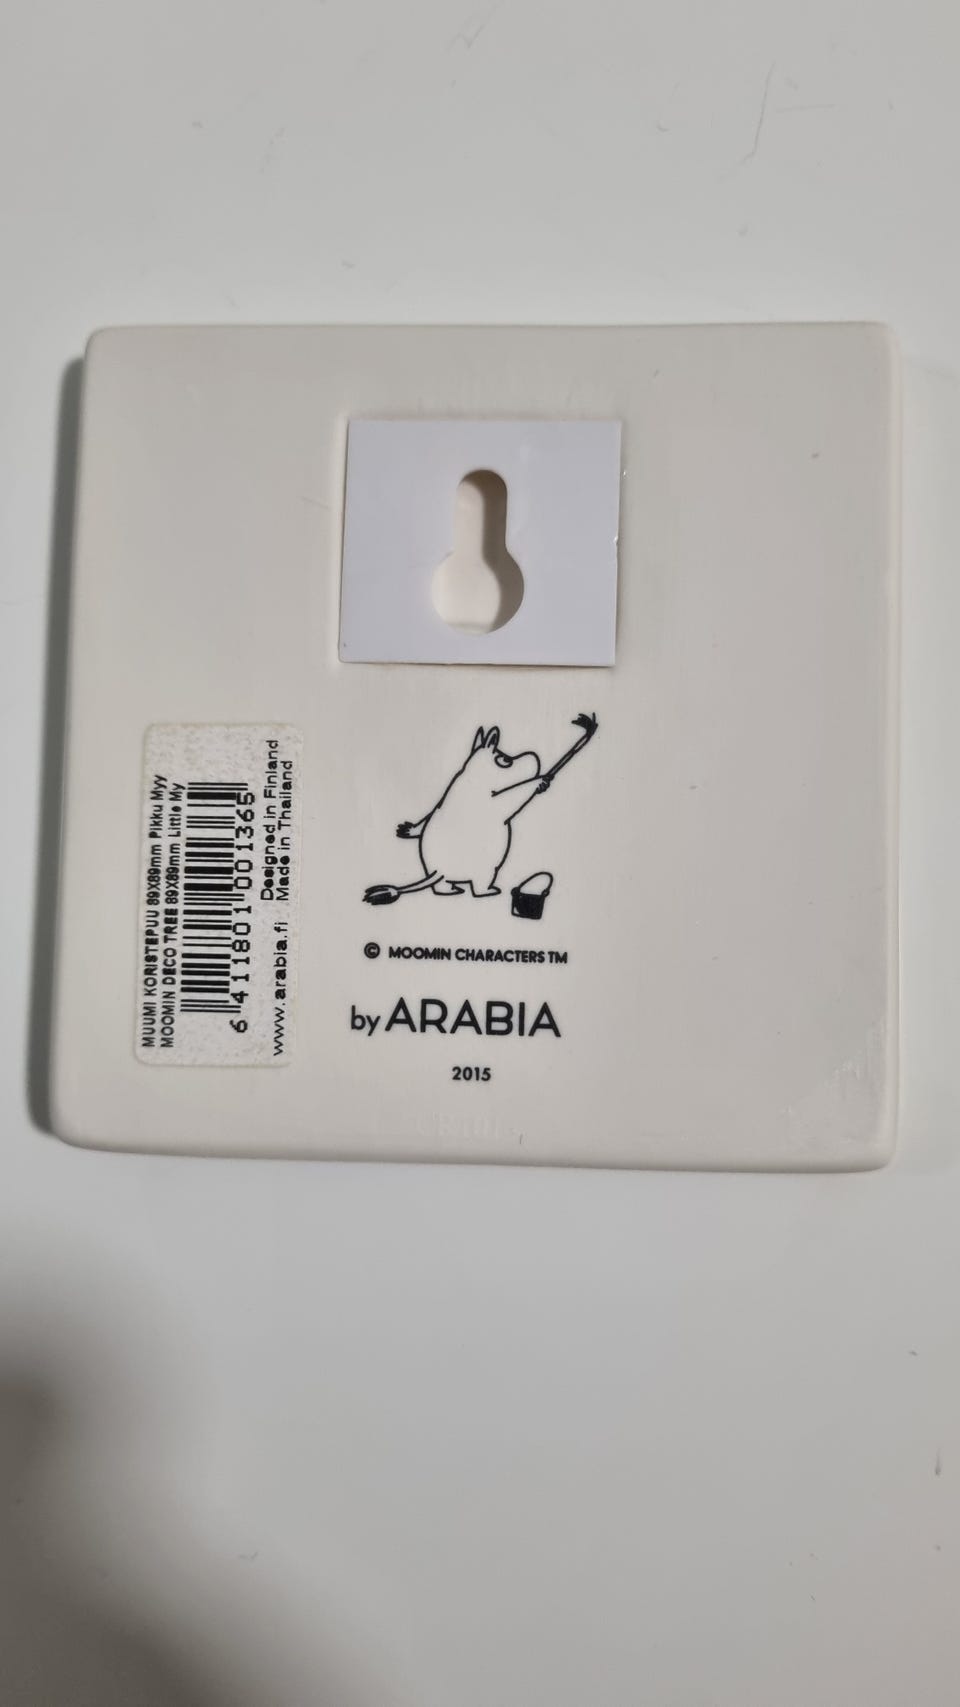 MUUMI KORISTEPUU 89X89mm Pikku Myy
MOOMIN DECO TREE 89X89mm Little My
6 411801 001365
Designed in Finland
www.arabia.fi Made in Thailand
© MOOMIN CHARACTERS TM
by ARABIA
2015